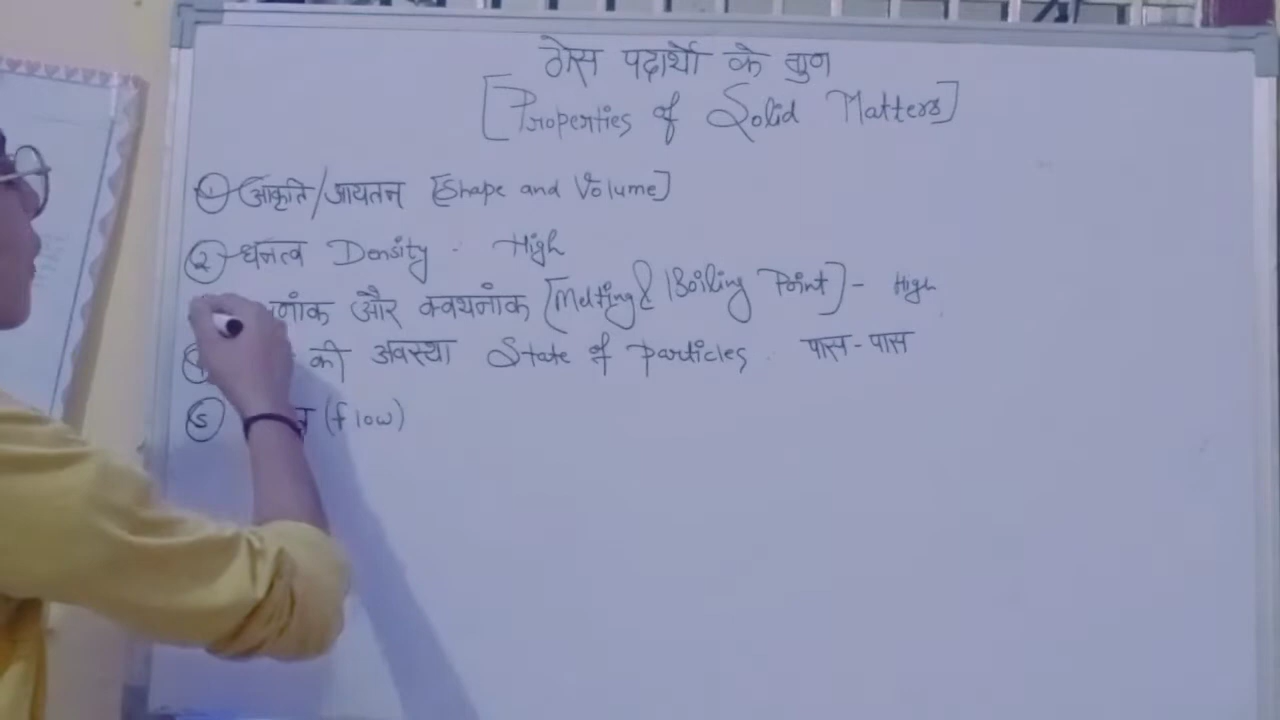 ठोस पदार्थो के गुण
[Properties of Solid Matters]
① आकृति/आयतन [Shape and Volume]
② घनत्व Density - High
और क्वथनांक [Melting & Boiling Point] - High
की अवस्था State of particles. पास-पास
⑤ (flow)